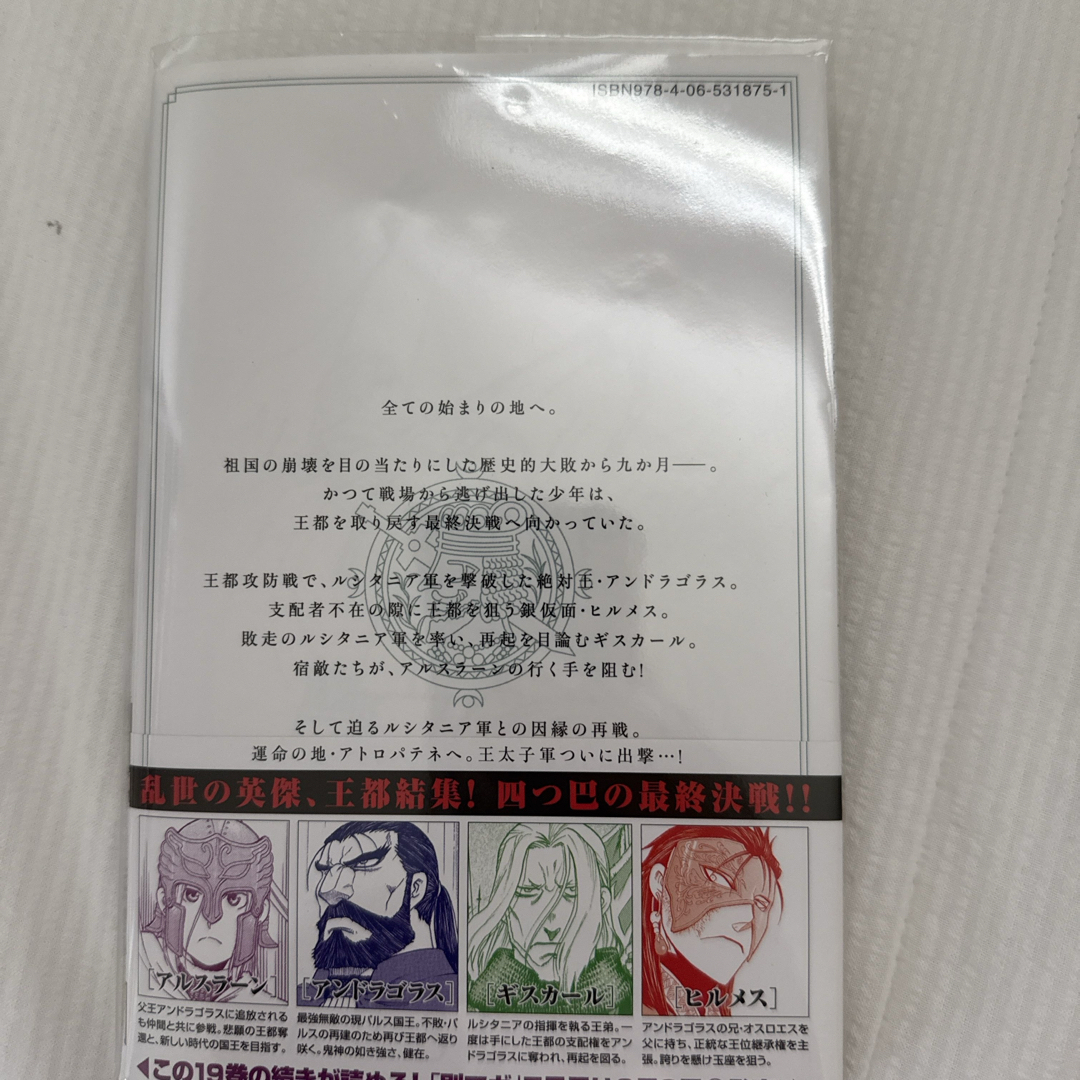 ISBN978-4-06-531875-1
全ての始まりの地へ。
祖国の崩壊を目の当たりにした歴史的大敗から九か月――。
かつて戦場から逃げ出した少年は、
王都を取り戻す最終決戦へ向かっていた。
王都攻防戦で、ルシタニア軍を撃破した絶対王・アンドラゴラス。
支配者不在の隙に王都を狙う銀仮面・ヒルメス。
敗走のルシタニア軍を率い、再起を目論むギスカール。
宿敵たちが、アルスラーンの行く手を阻む!
そして迫るルシタニア軍との因縁の再戦。
運命の地・アトロパテネへ。王太子軍ついに出撃…!
乱世の英傑、王都結集! 四つ巴の最終決戦!!
[アルスラーン]
父王アンドラゴラスに追放される
も仲間と共に参戦。悲願の王都奪
還と、新しい時代の国王を目指す。
[アンドラゴラス]
最強無敵の現パルス国王。不敗・パ
ルスの再建のため再び王都へ返り
咲く。鬼神の如き強さ、健在。
[ギスカール]
ルシタニアの指揮を執る王弟。一
度は手にした王都の支配権をアン
ドラゴラスに奪われ、再起を図る。
[ヒルメス]
アンドラゴラスの兄・オスロエスを
父に持ち、正統な王位継承権を主
張。誇りを懸け玉座を狙う。
◀この19巻の続きが読める!「別マガ」